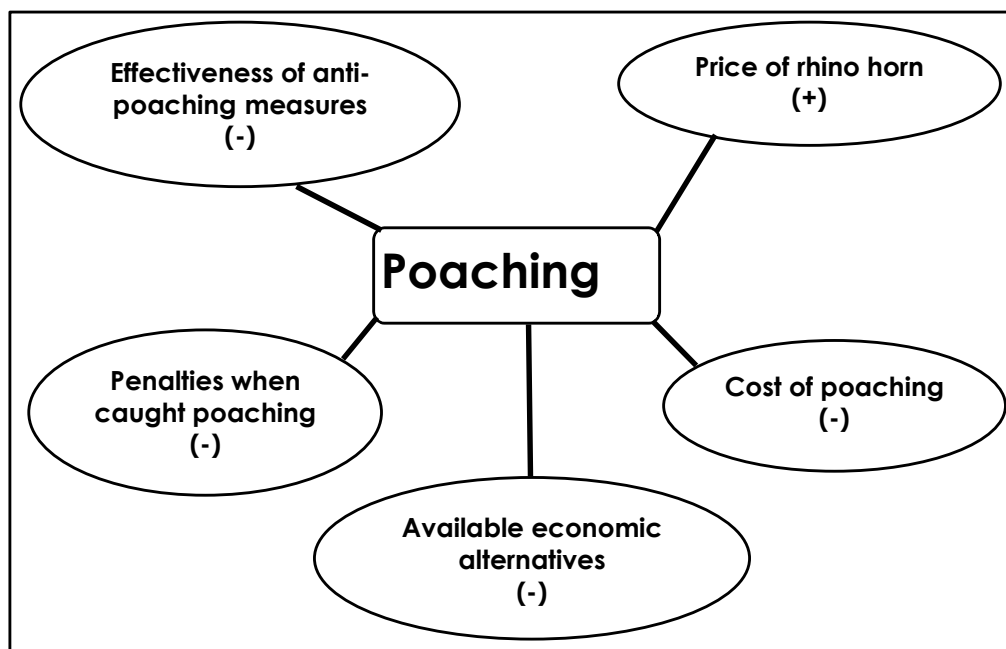 Effectiveness of anti-
poaching measures
(-)
Price of rhino horn
(+)
Poaching
Penalties when
caught poaching
(-)
Cost of poaching
(-)
Available economic
alternatives
(-)